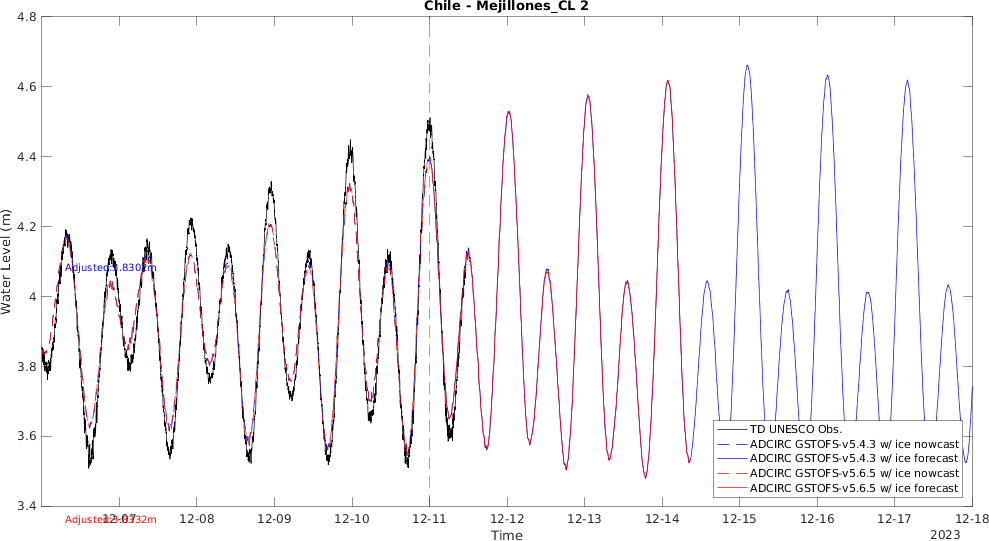 Chile - Mejillones_CL 2
4.8
4.6
4.4
4.2
4
3.8
3.6
3.4
Water Level (m)
12-07
12-08
12-09
12-10
12-11
12-12
12-13
12-14
12-15
12-16
12-17
12-18
2023
Time
TD UNESCO Obs.
ADCIRC GSTOFS-v5.4.3 w/ ice nowcast
ADCIRC GSTOFS-v5.4.3 w/ ice forecast
ADCIRC GSTOFS-v5.6.5 w/ ice nowcast
ADCIRC GSTOFS-v5.6.5 w/ ice forecast